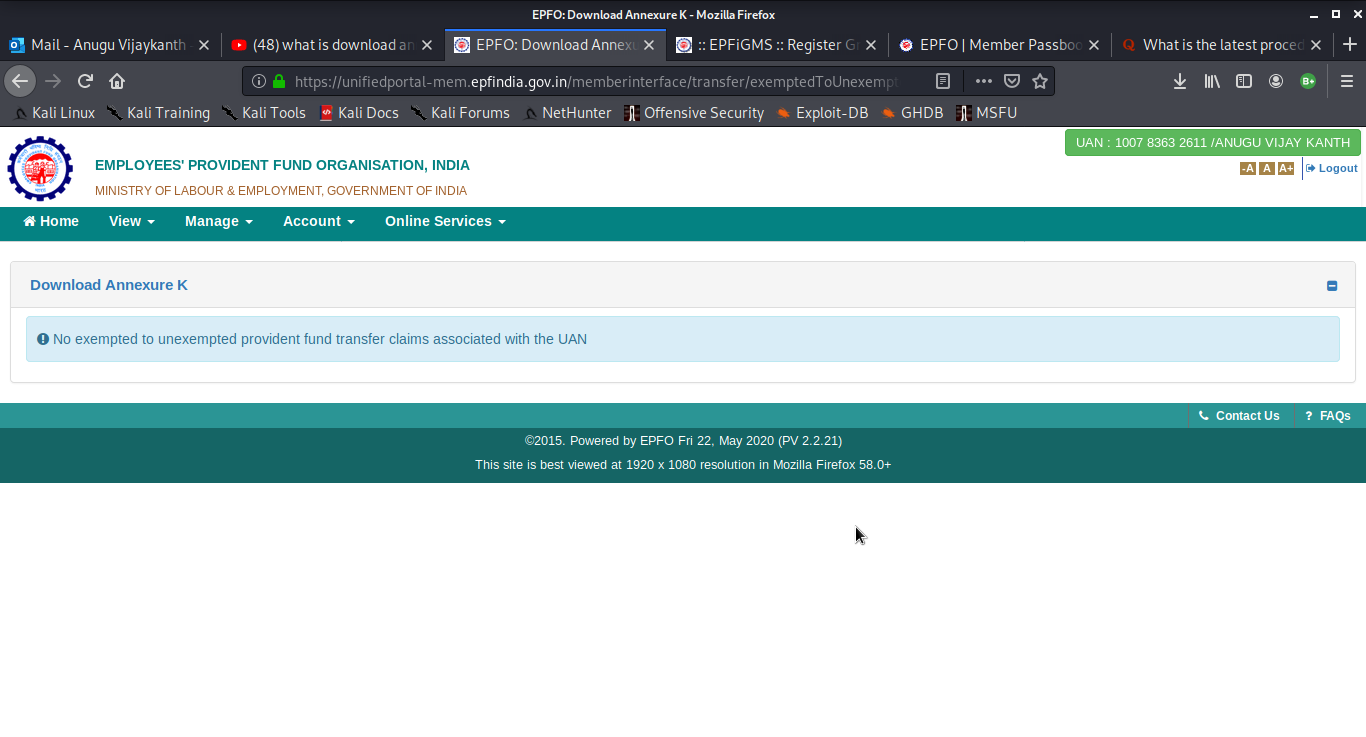 EPFO: Download Annexure K - Mozilla Firefox
Mail - Anugu Vijaykanth
(48) what is download an
EPFO: Download Annexu
:: EPFiGMS :: Register Gr
EPFO | Member Passboo
What is the latest proced
https://unifiedportal-mem.epfindia.gov.in/memberinterface/transfer/exemptedToUnexempt
B+
Kali Linux Kali Training Kali Tools Kali Docs Kali Forums NetHunter Offensive Security Exploit-DB GHDB MSFU
UAN : 1007 8363 2611 /ANUGU VIJAY KANTH
EMPLOYEES' PROVIDENT FUND ORGANISATION, INDIA
-A A A+ Logout
MINISTRY OF LABOUR & EMPLOYMENT, GOVERNMENT OF INDIA
Home View Manage Account Online Services
Download Annexure K
No exempted to unexempted provident fund transfer claims associated with the UAN
Contact Us ? FAQs
©2015. Powered by EPFO Fri 22, May 2020 (PV 2.2.21)
This site is best viewed at 1920 x 1080 resolution in Mozilla Firefox 58.0+